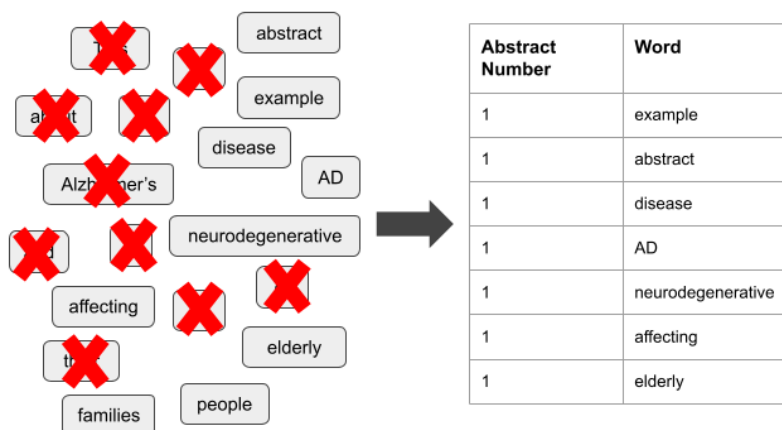 abstract
example
disease
Alzheimer's
AD
neurodegenerative
affecting
elderly
people
families
Abstract Number Word
1 example
1 abstract
1 disease
1 AD
1 neurodegenerative
1 affecting
1 elderly